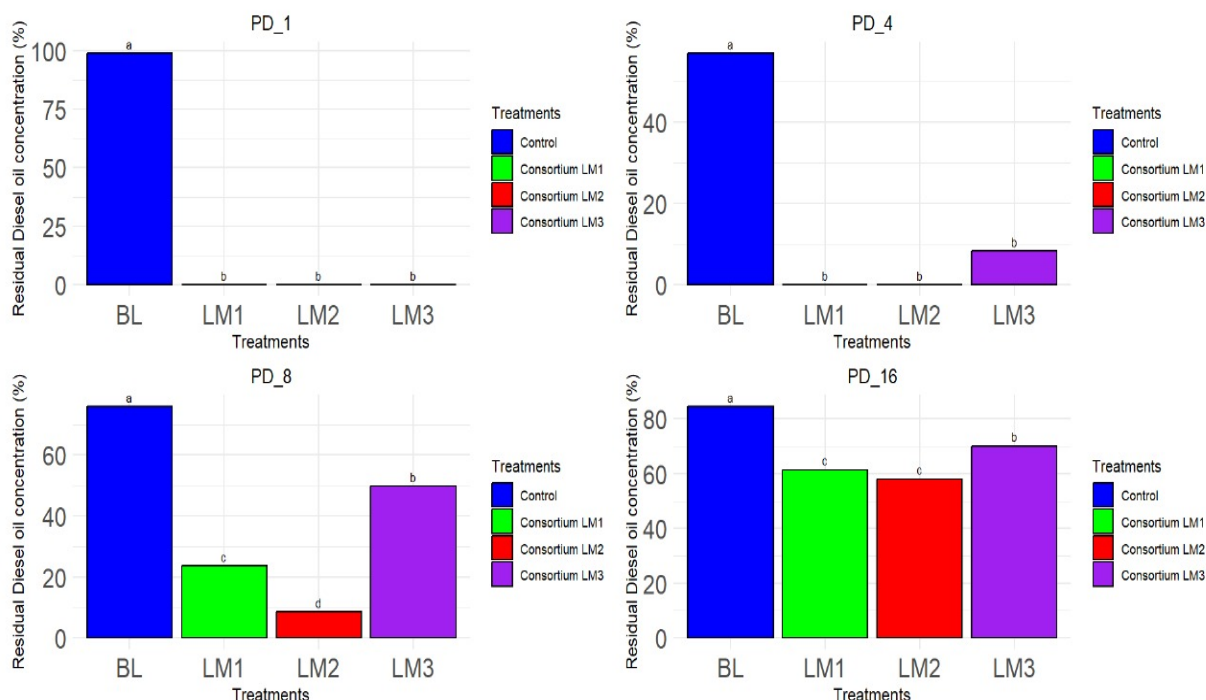 PD_1
Residual Diesel oil concentration (%)
100
75
50
25
0
a
b
b
b
BL
LM1
LM2
LM3
Treatments
Treatments
Control
Consortium LM1
Consortium LM2
Consortium LM3
PD_4
Residual Diesel oil concentration (%)
40
20
0
a
b
b
b
BL
LM1
LM2
LM3
Treatments
Treatments
Control
Consortium LM1
Consortium LM2
Consortium LM3
PD_8
Residual Diesel oil concentration (%)
60
40
20
0
a
c
d
b
BL
LM1
LM2
LM3
Treatments
Treatments
Control
Consortium LM1
Consortium LM2
Consortium LM3
PD_16
Residual Diesel oil concentration (%)
80
60
40
20
0
a
c
c
b
BL
LM1
LM2
LM3
Treatments
Treatments
Control
Consortium LM1
Consortium LM2
Consortium LM3